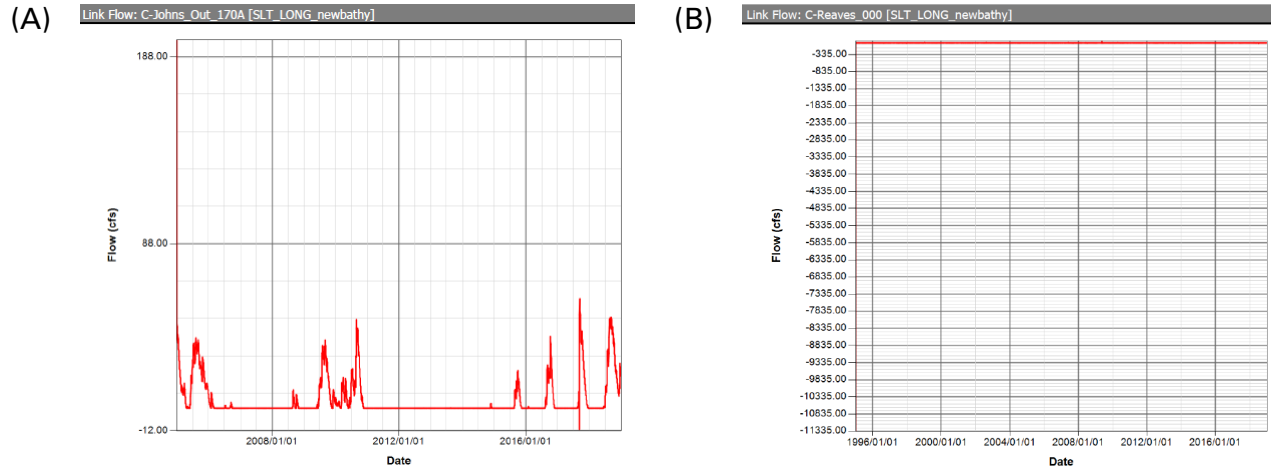 (A)
Link Flow: C-Johns_Out_170A [SLT_LONG_newbathy]
188.00
88.00
-12.00
Flow (cfs)
2008/01/01 2012/01/01 2016/01/01
Date
(B)
Link Flow: C-Reaves_000 [SLT_LONG_newbathy]
-335.00
-835.00
-1335.00
-1835.00
-2335.00
-2835.00
-3335.00
-3835.00
-4335.00
-4835.00
-5335.00
-5835.00
-6335.00
-6835.00
-7335.00
-7835.00
-8335.00
-8835.00
-9335.00
-9835.00
-10335.00
-10835.00
-11335.00
Flow (cfs)
1996/01/01 2000/01/01 2004/01/01 2008/01/01 2012/01/01 2016/01/01
Date